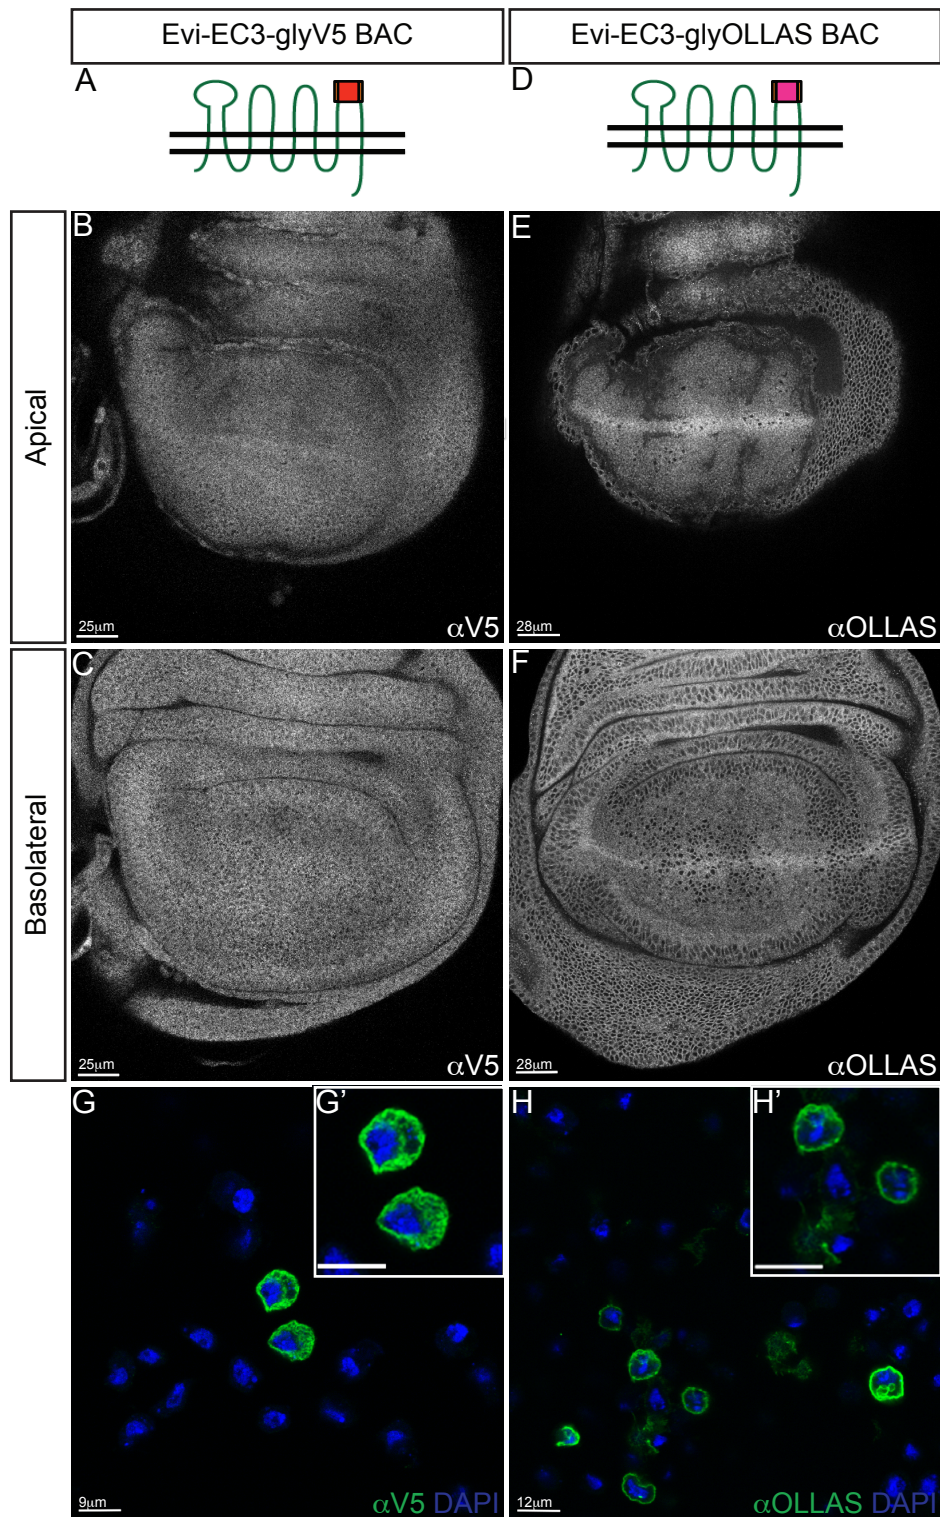 Evi-EC3-glyV5 BAC
Evi-EC3-glyOLLAS BAC
A
D
Apical
B
25µm
αV5
E
28µm
αOLLAS
Basolateral
C
25µm
αV5
F
28µm
αOLLAS
G
G’
9µm
αV5 DAPI
H
H’
12µm
αOLLAS DAPI